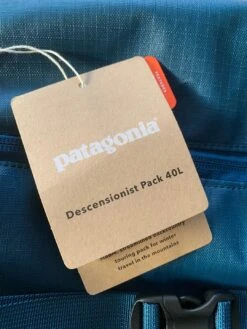 patagonia
Descensionist Pack 40L
touring pack for winter
travel in the mountains